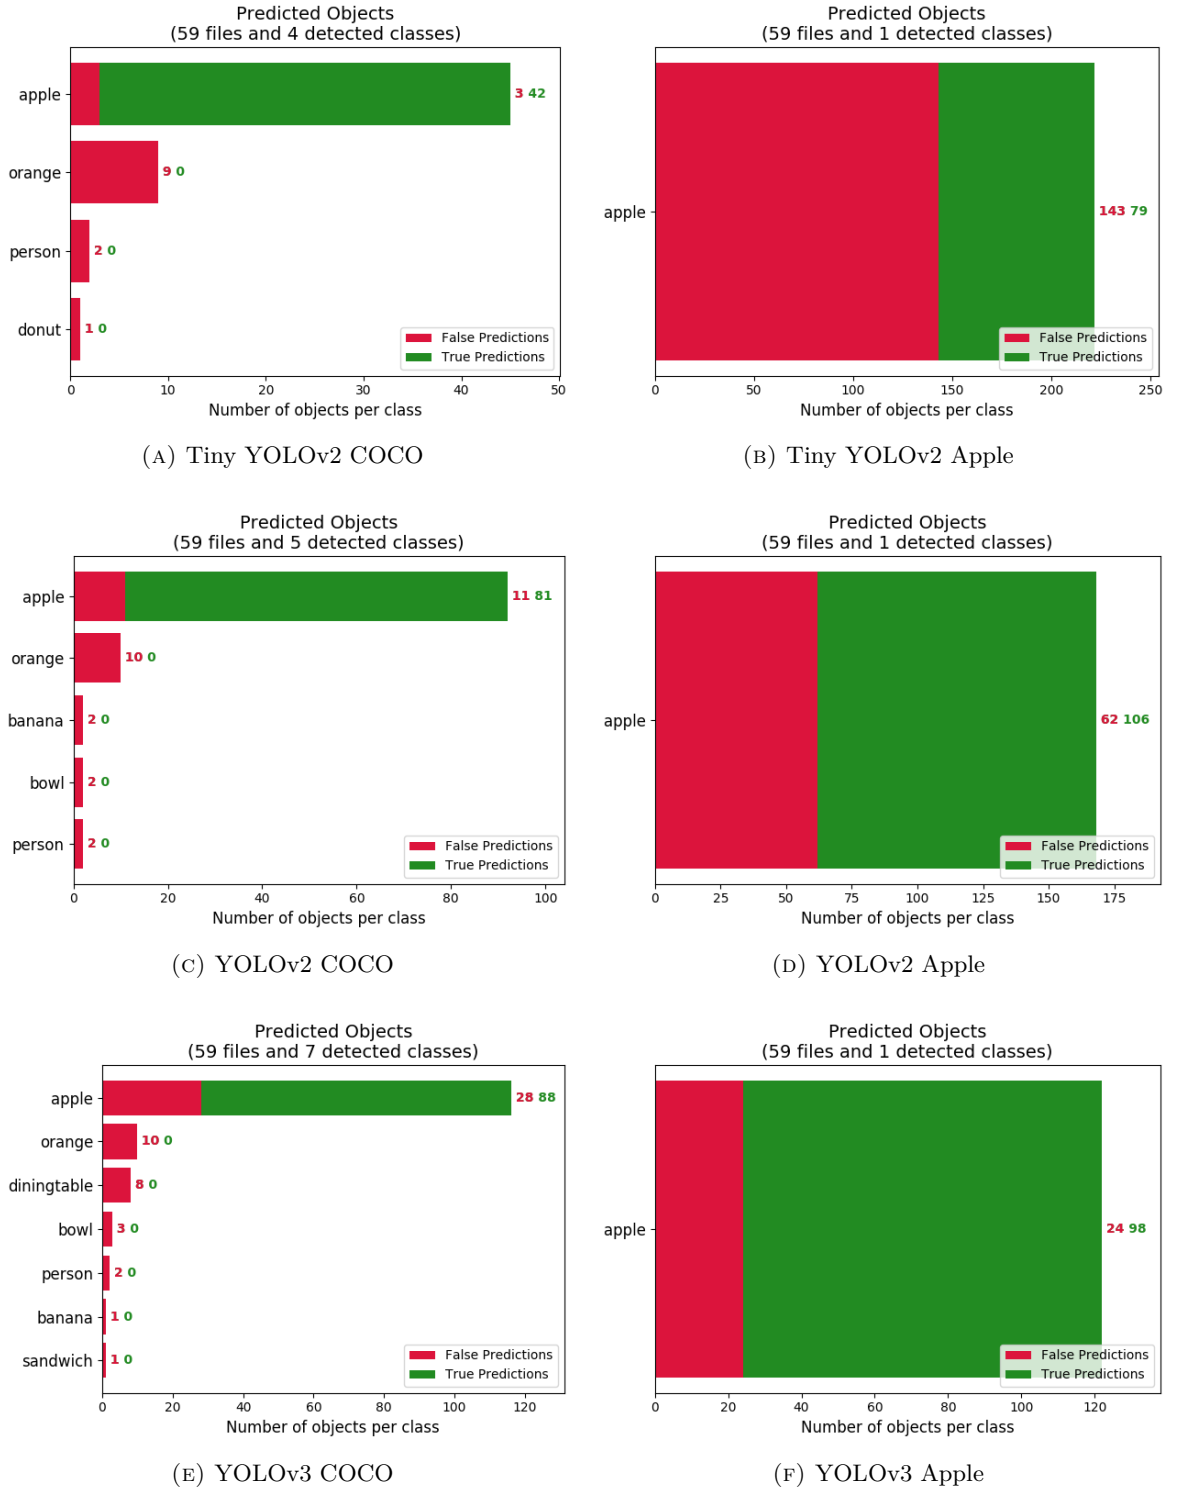 Predicted Objects
(59 files and 4 detected classes)
apple
3 42
orange
9 0
person
2 0
donut
1 0
False Predictions
True Predictions
0 10 20 30 40 50
Number of objects per class
(A) Tiny YOLOv2 COCO
Predicted Objects
(59 files and 1 detected classes)
apple
143 79
False Predictions
True Predictions
0 50 100 150 200 250
Number of objects per class
(B) Tiny YOLOv2 Apple
Predicted Objects
(59 files and 5 detected classes)
apple
11 81
orange
10 0
banana
2 0
bowl
2 0
person
2 0
False Predictions
True Predictions
0 20 40 60 80 100
Number of objects per class
(C) YOLOv2 COCO
Predicted Objects
(59 files and 1 detected classes)
apple
62 106
False Predictions
True Predictions
0 25 50 75 100 125 150 175
Number of objects per class
(D) YOLOv2 Apple
Predicted Objects
(59 files and 7 detected classes)
apple
28 88
orange
10 0
diningtable
8 0
bowl
3 0
person
2 0
banana
1 0
sandwich
1 0
False Predictions
True Predictions
0 20 40 60 80 100 120
Number of objects per class
(E) YOLOv3 COCO
Predicted Objects
(59 files and 1 detected classes)
apple
24 98
False Predictions
True Predictions
0 20 40 60 80 100 120
Number of objects per class
(F) YOLOv3 Apple